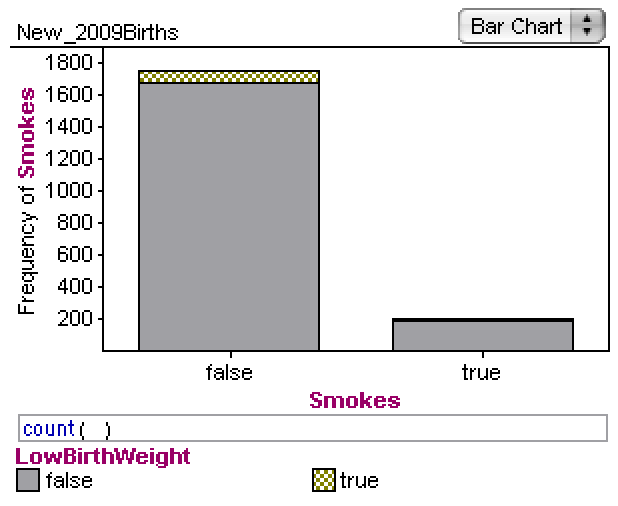 New_2009Births
Bar Chart
Frequency of Smokes
1800
1600
1400
1200
1000
800
600
400
200
false true
Smokes
count( )
LowBirthWeight
false true